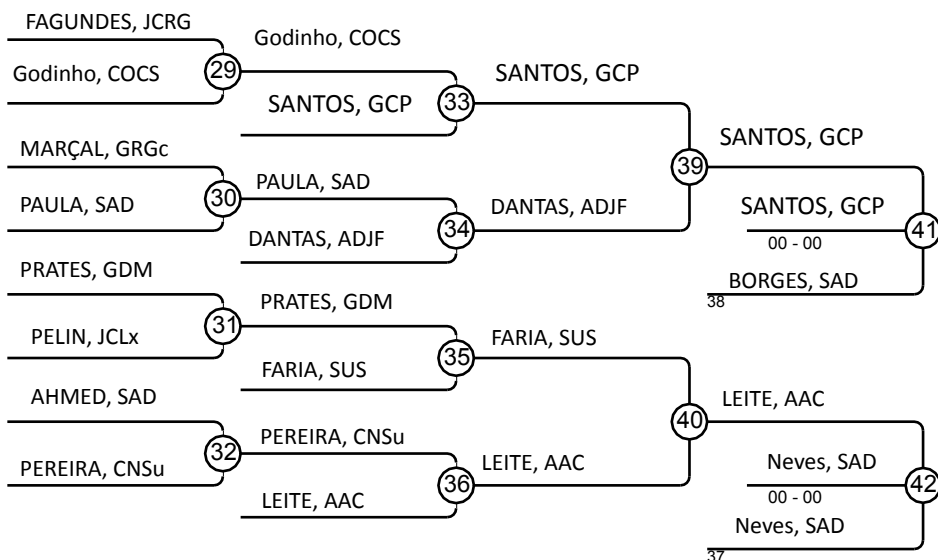 FAGUNDES, JCRG
Godinho, COCS
29
Godinho, COCS
SANTOS, GCP
33
SANTOS, GCP
MARÇAL, GRGc
PAULA, SAD
30
PAULA, SAD
DANTAS, ADJF
34
DANTAS, ADJF
39
SANTOS, GCP
SANTOS, GCP
00 - 00
41
BORGES, SAD
38
PRATES, GDM
PELIN, JCLx
31
PRATES, GDM
FARIA, SUS
35
FARIA, SUS
AHMED, SAD
PEREIRA, CNSu
32
PEREIRA, CNSu
LEITE, AAC
36
LEITE, AAC
40
LEITE, AAC
Neves, SAD
00 - 00
42
Neves, SAD
37